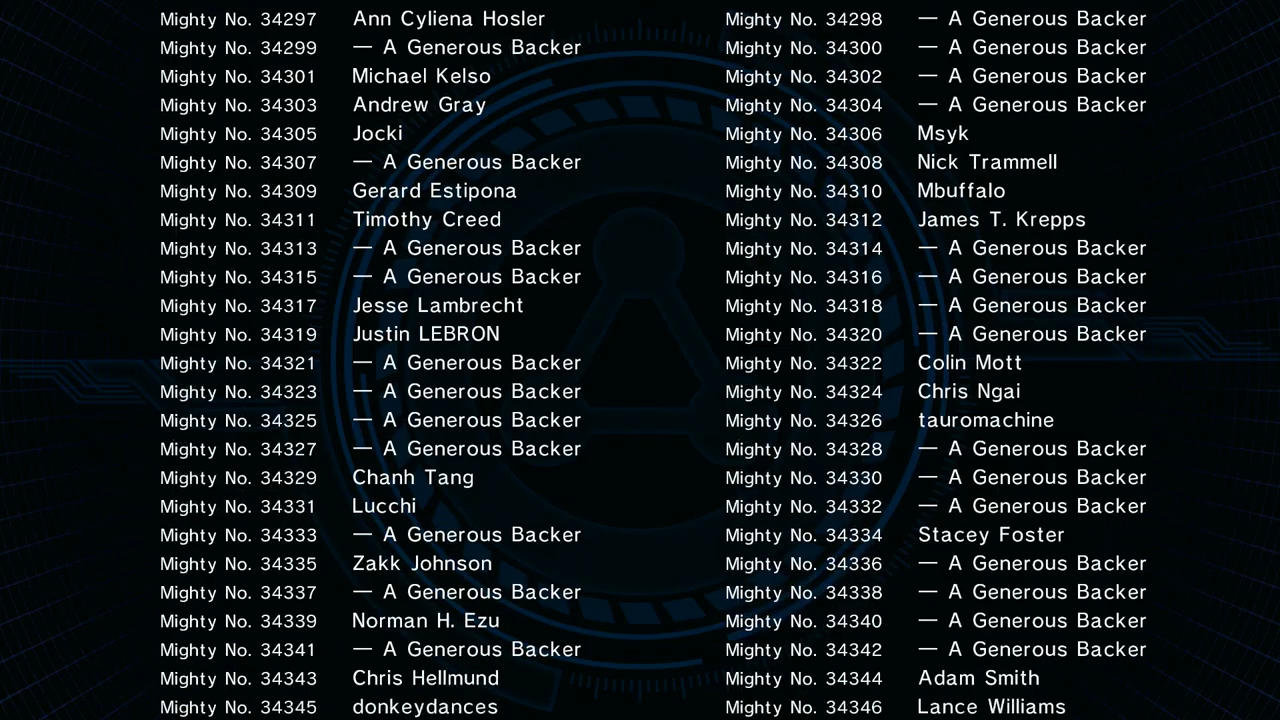 Mighty No. 34297 Ann Cyliena Hosler Mighty No. 34298 — A Generous Backer
Mighty No. 34299 — A Generous Backer Mighty No. 34300 — A Generous Backer
Mighty No. 34301 Michael Kelso Mighty No. 34302 — A Generous Backer
Mighty No. 34303 Andrew Gray Mighty No. 34304 — A Generous Backer
Mighty No. 34305 Jocki Mighty No. 34306 Msyk
Mighty No. 34307 — A Generous Backer Mighty No. 34308 Nick Trammell
Mighty No. 34309 Gerard Estipona Mighty No. 34310 Mbuffalo
Mighty No. 34311 Timothy Creed Mighty No. 34312 James T. Krepps
Mighty No. 34313 — A Generous Backer Mighty No. 34314 — A Generous Backer
Mighty No. 34315 — A Generous Backer Mighty No. 34316 — A Generous Backer
Mighty No. 34317 Jesse Lambrecht Mighty No. 34318 — A Generous Backer
Mighty No. 34319 Justin LEBRON Mighty No. 34320 — A Generous Backer
Mighty No. 34321 — A Generous Backer Mighty No. 34322 Colin Mott
Mighty No. 34323 — A Generous Backer Mighty No. 34324 Chris Ngai
Mighty No. 34325 — A Generous Backer Mighty No. 34326 tauromachine
Mighty No. 34327 — A Generous Backer Mighty No. 34328 — A Generous Backer
Mighty No. 34329 Chanh Tang Mighty No. 34330 — A Generous Backer
Mighty No. 34331 Lucchi Mighty No. 34332 — A Generous Backer
Mighty No. 34333 — A Generous Backer Mighty No. 34334 Stacey Foster
Mighty No. 34335 Zakk Johnson Mighty No. 34336 — A Generous Backer
Mighty No. 34337 — A Generous Backer Mighty No. 34338 — A Generous Backer
Mighty No. 34339 Norman H. Ezu Mighty No. 34340 — A Generous Backer
Mighty No. 34341 — A Generous Backer Mighty No. 34342 — A Generous Backer
Mighty No. 34343 Chris Hellmund Mighty No. 34344 Adam Smith
Mighty No. 34345 donkeydances Mighty No. 34346 Lance Williams